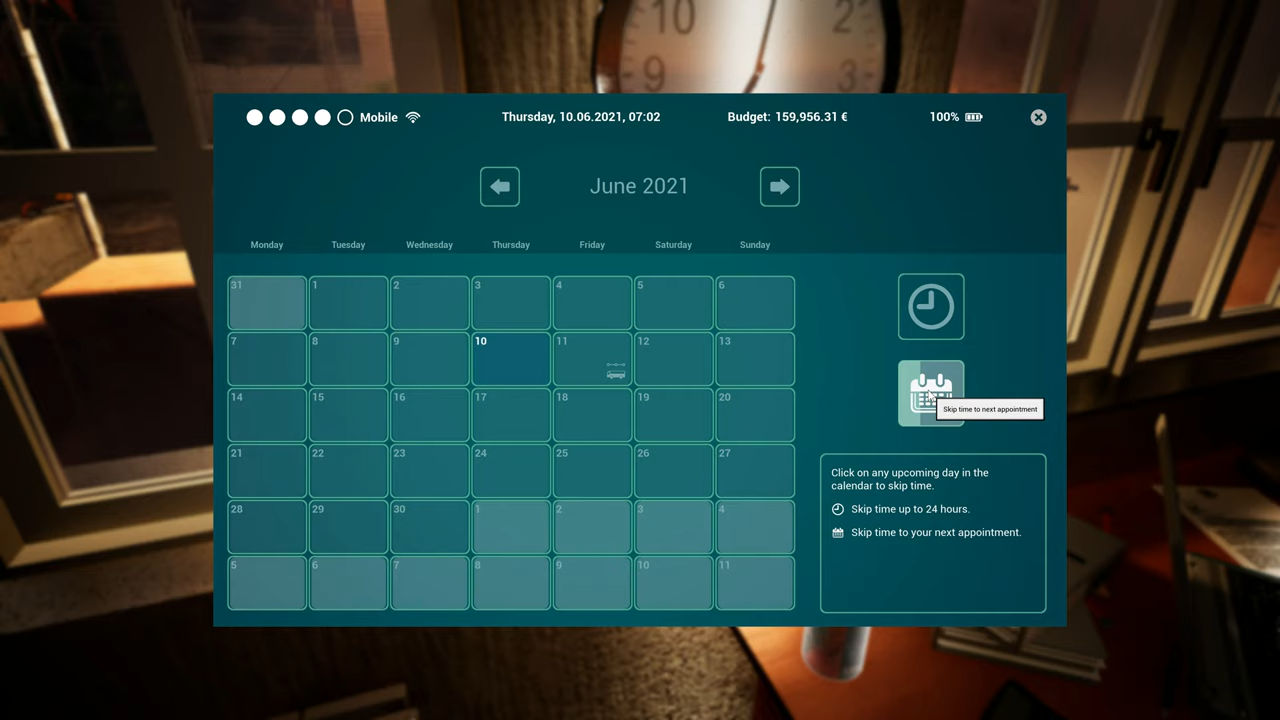 10
2
9
3
Mobile
Thursday, 10.06.2021, 07:02
Budget: 159,956.31 €
100%
June 2021
Monday Tuesday Wednesday Thursday Friday Saturday Sunday
31 1 2 3 4 5 6
7 8 9 10 11 12 13
14 15 16 17 18 19 20
21 22 23 24 25 26 27
28 29 30 1 2 3 4
5 6 7 8 9 10 11
Skip time to next appointment
Click on any upcoming day in the
calendar to skip time.
Skip time up to 24 hours.
Skip time to your next appointment.